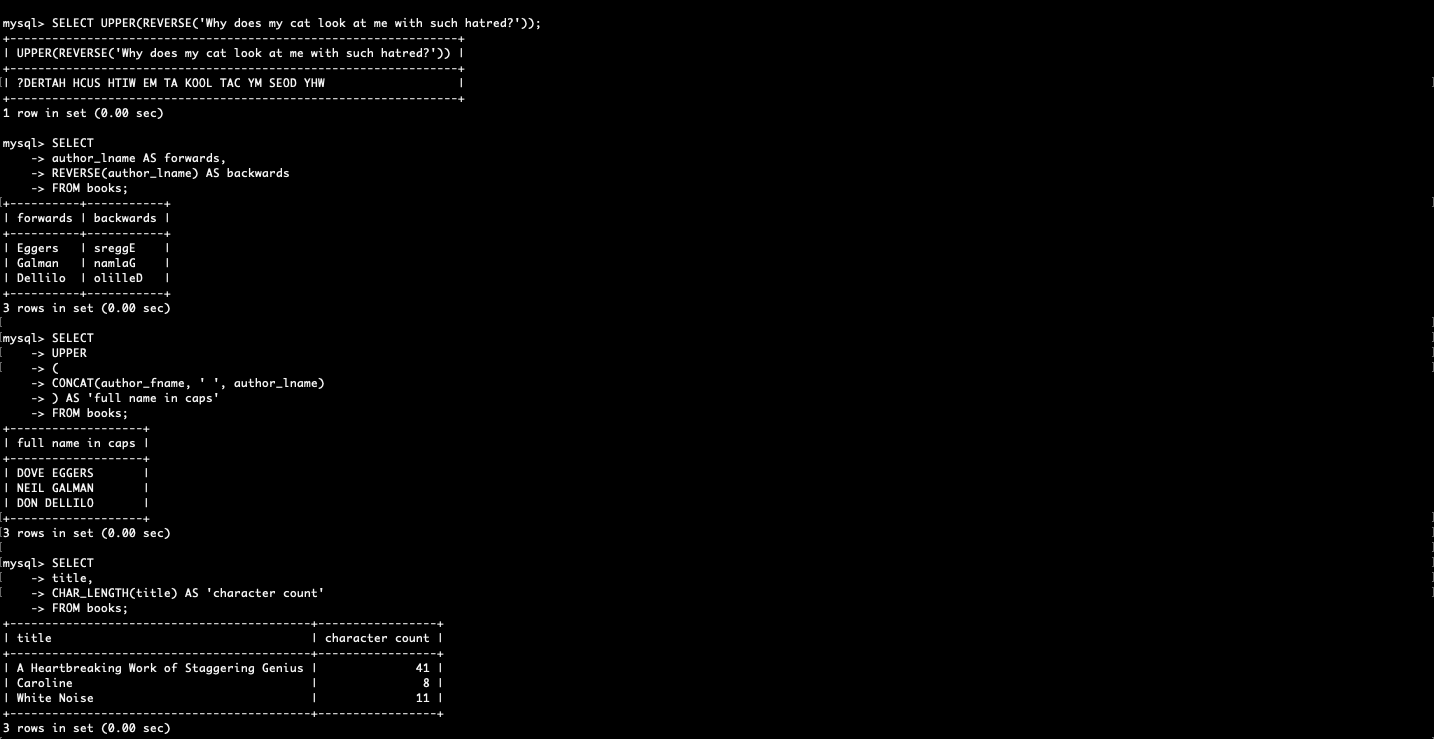 mysql> SELECT UPPER(REVERSE('Why does my cat look at me with such hatred?'));
+----------------------------------------------------------------+
| UPPER(REVERSE('Why does my cat look at me with such hatred?')) |
+----------------------------------------------------------------+
| ?DERTAH HCUS HTIW EM TA KOOL TAC YM SEOD YHW                   |
+----------------------------------------------------------------+
1 row in set (0.00 sec)

mysql> SELECT
    -> author_lname AS forwards,
    -> REVERSE(author_lname) AS backwards
    -> FROM books;
+----------+-----------+
| forwards | backwards |
+----------+-----------+
| Eggers   | sreggE    |
| Galman   | namlaG    |
| Dellilo  | olilleD   |
+----------+-----------+
3 rows in set (0.00 sec)

mysql> SELECT
    -> UPPER
    -> (
    -> CONCAT(author_fname, ' ', author_lname)
    -> ) AS 'full name in caps'
    -> FROM books;
+-------------------+
| full name in caps |
+-------------------+
| DOVE EGGERS       |
| NEIL GALMAN       |
| DON DELLILO       |
+-------------------+
3 rows in set (0.00 sec)

mysql> SELECT
    -> title,
    -> CHAR_LENGTH(title) AS 'character count'
    -> FROM books;
+-------------------------------------------+-----------------+
| title                                     | character count |
+-------------------------------------------+-----------------+
| A Heartbreaking Work of Staggering Genius |              41 |
| Caroline                                  |               8 |
| White Noise                               |              11 |
+-------------------------------------------+-----------------+
3 rows in set (0.00 sec)